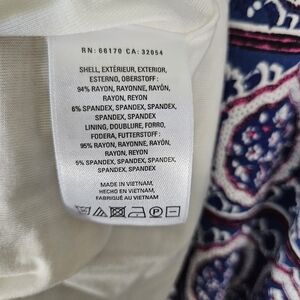 RN: 66170 CA: 32054
SHELL, EXTÉRIEUR, EXTERIOR,
ESTERNO, OBERSTOFF:
94% RAYON, RAYONNE, RAYÓN,
RAYON, REYON
6% SPANDEX, SPANDEX, SPANDEX,
SPANDEX, SPANDEX
LINING, DOUBLURE, FORRO,
FODERA, FUTTERSTOFF:
95% RAYON, RAYONNE, RAYÓN,
RAYON, REYON
5% SPANDEX, SPANDEX, SPANDEX,
SPANDEX, SPANDEX
MADE IN VIETNAM,
HECHO EN VIETNAM,
FABRIQUÉ AU VIETNAM